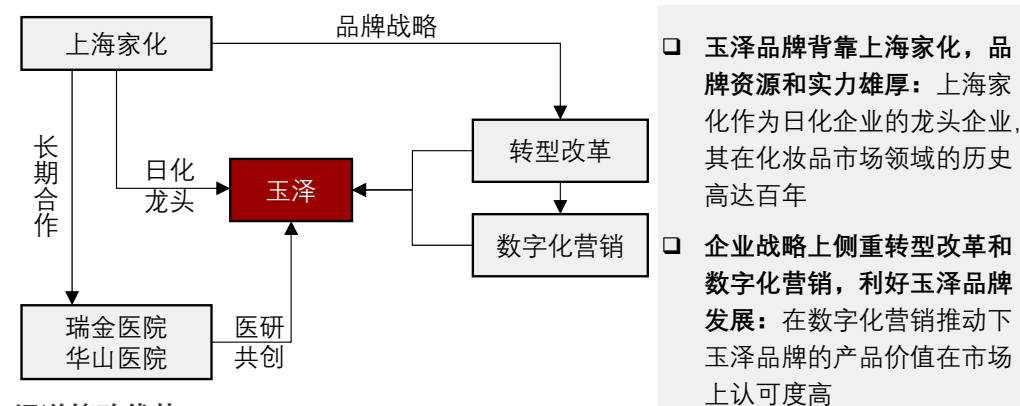 上海家化
品牌战略
长期合作
日化
龙头
玉泽
转型改革
数字化营销
瑞金医院
华山医院
医研
共创
玉泽品牌背靠上海家化，品
牌资源和实力雄厚：上海家
化作为日化企业的龙头企业,
其在化妆品市场领域的历史
高达百年
企业战略上侧重转型改革和
数字化营销，利好玉泽品牌
发展：在数字化营销推动下
玉泽品牌的产品价值在市场
上认可度高